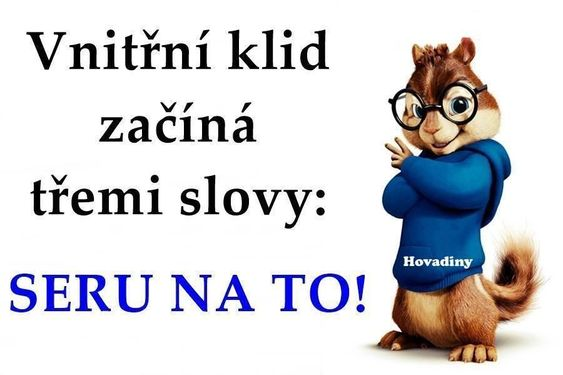 Vnitřní klid
začíná
třemi slovy:
SERU NA TO!
Hovadiny